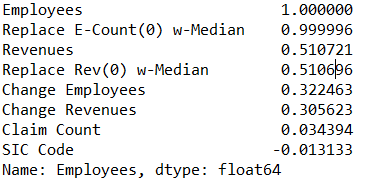 Employees 1.000000
Replace E-Count(0) w-Median 0.999996
Revenues 0.510721
Replace Rev(0) w-Median 0.510696
Change Employees 0.322463
Change Revenues 0.305623
Claim Count 0.034394
SIC Code -0.013133
Name: Employees, dtype: float64